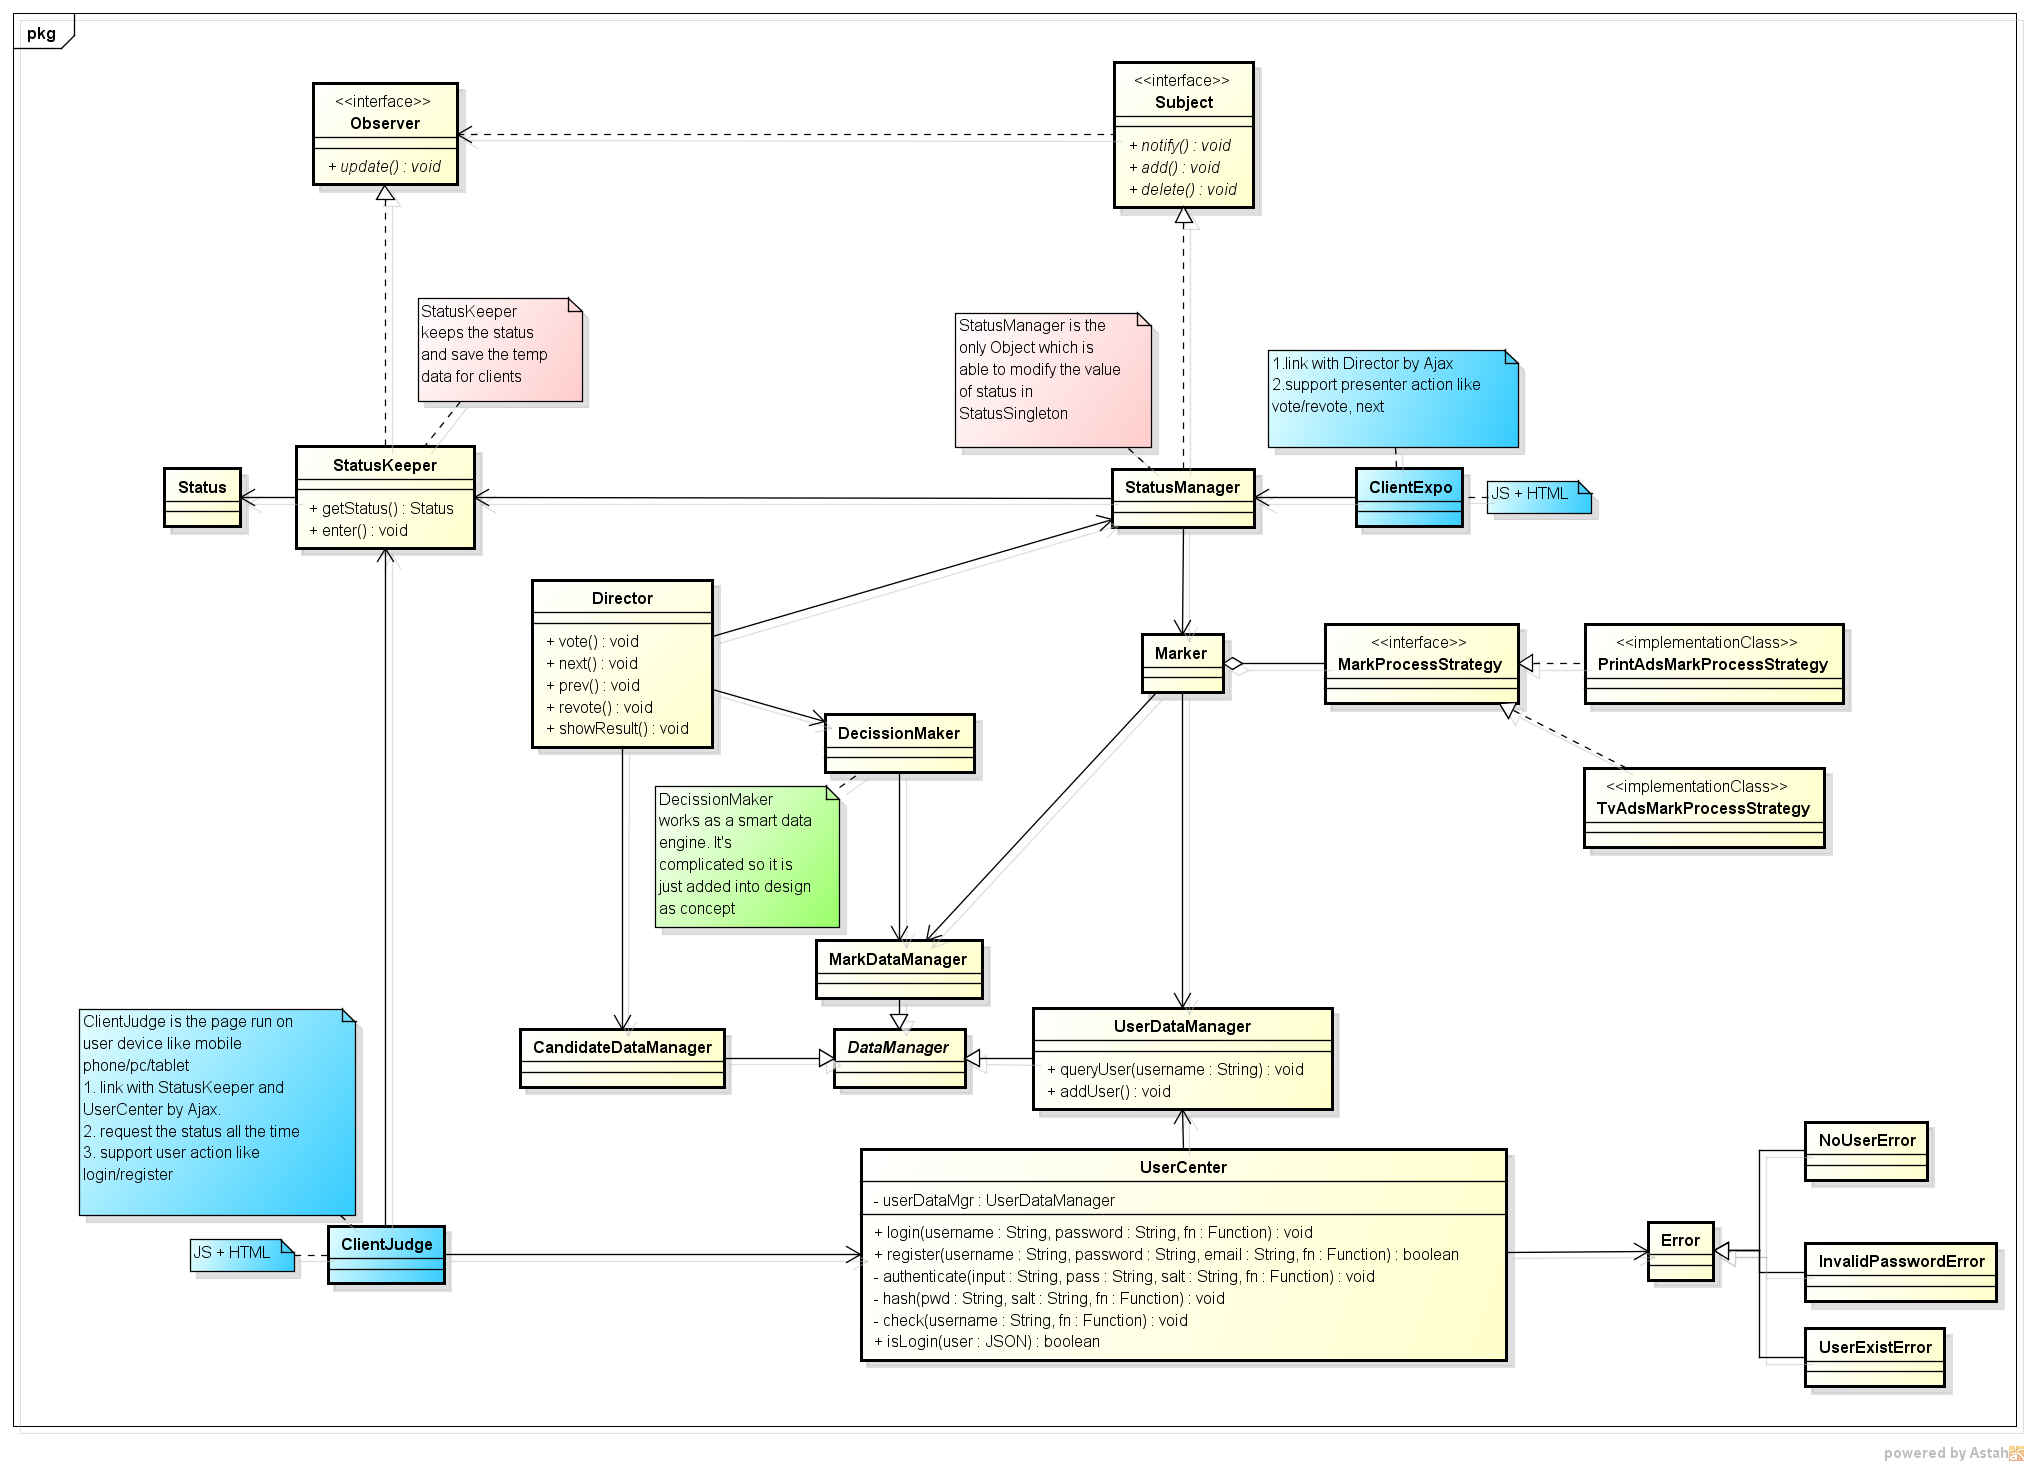 pkg
<<interface>>
Observer
+ update() : void
<<interface>>
Subject
+ notify() : void
+ add() : void
+ delete() : void
StatusKeeper
keeps the status
and save the temp
data for clients
StatusManager is the
only Object which is
able to modify the value
of status in
StatusSingleton
1.link with Director by Ajax
2.support presenter action like
vote/revote, next
Status
StatusKeeper
+ getStatus() : Status
+ enter() : void
StatusManager
ClientExpo
JS + HTML
Director
+ vote() : void
+ next() : void
+ prev() : void
+ revote() : void
+ showResult() : void
Marker
<<interface>>
MarkProcessStrategy
<<implementationClass>>
PrintAdsMarkProcessStrategy
DecissionMaker
<<implementationClass>>
TvAdsMarkProcessStrategy
DecissionMaker
works as a smart data
engine. It's
complicated so it is
just added into design
as concept
MarkDataManager
CandidateDataManager
DataManager
UserDataManager
+ queryUser(username : String) : void
+ addUser() : void
ClientJudge is the page run on
user device like mobile
phone/pc/tablet
1. link with StatusKeeper and
UserCenter by Ajax.
2. request the status all the time
3. support user action like
login/register
JS + HTML
ClientJudge
UserCenter
- userDataMgr : UserDataManager
+ login(username : String, password : String, fn : Function) : void
+ register(username : String, password : String, email : String, fn : Function) : boolean
- authenticate(input : String, pass : String, salt : String, fn : Function) : void
- hash(pwd : String, salt : String, fn : Function) : void
- check(username : String, fn : Function) : void
+ isLogin(user : JSON) : boolean
Error
NoUserError
InvalidPasswordError
UserExistError
powered by Astah